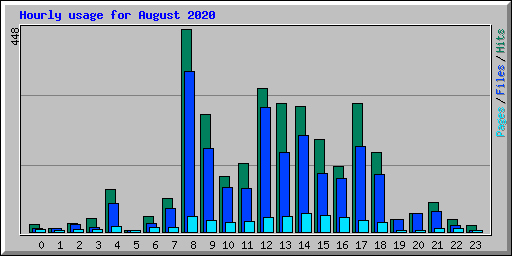 Hourly usage for August 2020
448
Pages / Files / Hits
0 1 2 3 4 5 6 7 8 9 10 11 12 13 14 15 16 17 18 19 20 21 22 23